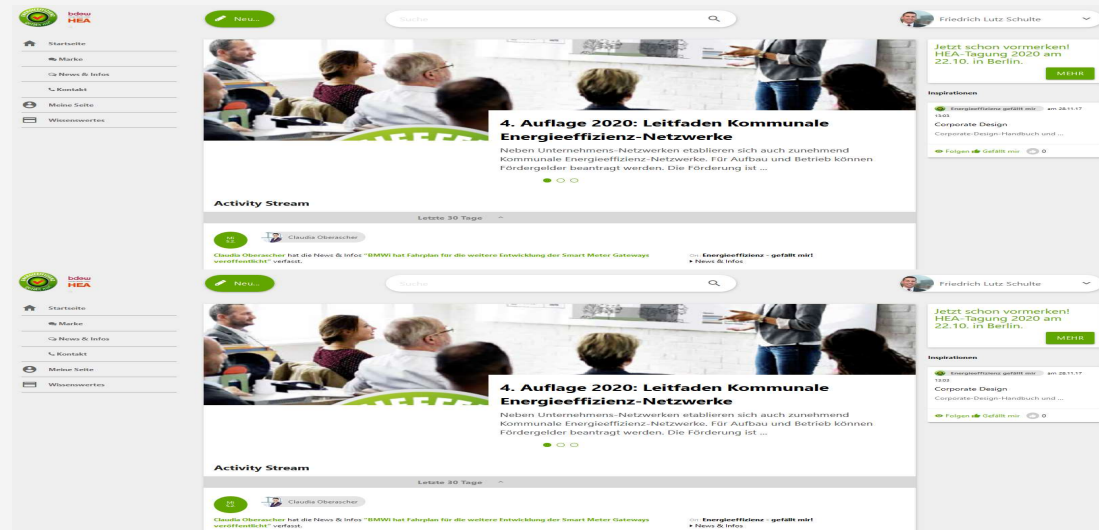 bdew
HEA
Neu...
Suche
Friedrich Lutz Schulte
Startseite
Marke
News & Infos
Kontakt
Meine Seite
Wissenswertes
4. Auflage 2020: Leitfaden Kommunale
Energieeffizienz-Netzwerke
Neben Unternehmens-Netzwerken etablieren sich auch zunehmend
Kommunale Energieeffizienz-Netzwerke. Für Aufbau und Betrieb können
Fördergelder beantragt werden. Die Förderung ist ...
Jetzt schon vormerken!
HEA-Tagung 2020 am
22.10. in Berlin.
MEHR
Inspirationen
Energieeffizienz gefällt mir am 28.11.17
15:03
Corporate Design
Corporate-Design-Handbuch und ...
Folgen Gefällt mir 0
Activity Stream
Letzte 30 Tage
Claudia Oberascher
Claudia Oberascher hat die News & Infos "BMWi hat Fahrplan für die weitere Entwicklung der Smart Meter Gateways
veröffentlicht" verfasst.
Energieeffizienz - gefällt mir!
• News & Infos
bdew
HEA
Neu...
Suche
Friedrich Lutz Schulte
Startseite
Marke
News & Infos
Kontakt
Meine Seite
Wissenswertes
4. Auflage 2020: Leitfaden Kommunale
Energieeffizienz-Netzwerke
Neben Unternehmens-Netzwerken etablieren sich auch zunehmend
Kommunale Energieeffizienz-Netzwerke. Für Aufbau und Betrieb können
Fördergelder beantragt werden. Die Förderung ist ...
Jetzt schon vormerken!
HEA-Tagung 2020 am
22.10. in Berlin.
MEHR
Inspirationen
Energieeffizienz gefällt mir am 28.11.17
15:03
Corporate Design
Corporate-Design-Handbuch und ...
Folgen Gefällt mir 0
Activity Stream
Letzte 30 Tage
Claudia Oberascher
Claudia Oberascher hat die News & Infos "BMWi hat Fahrplan für die weitere Entwicklung der Smart Meter Gateways
veröffentlicht" verfasst.
Energieeffizienz - gefällt mir!
• News & Infos